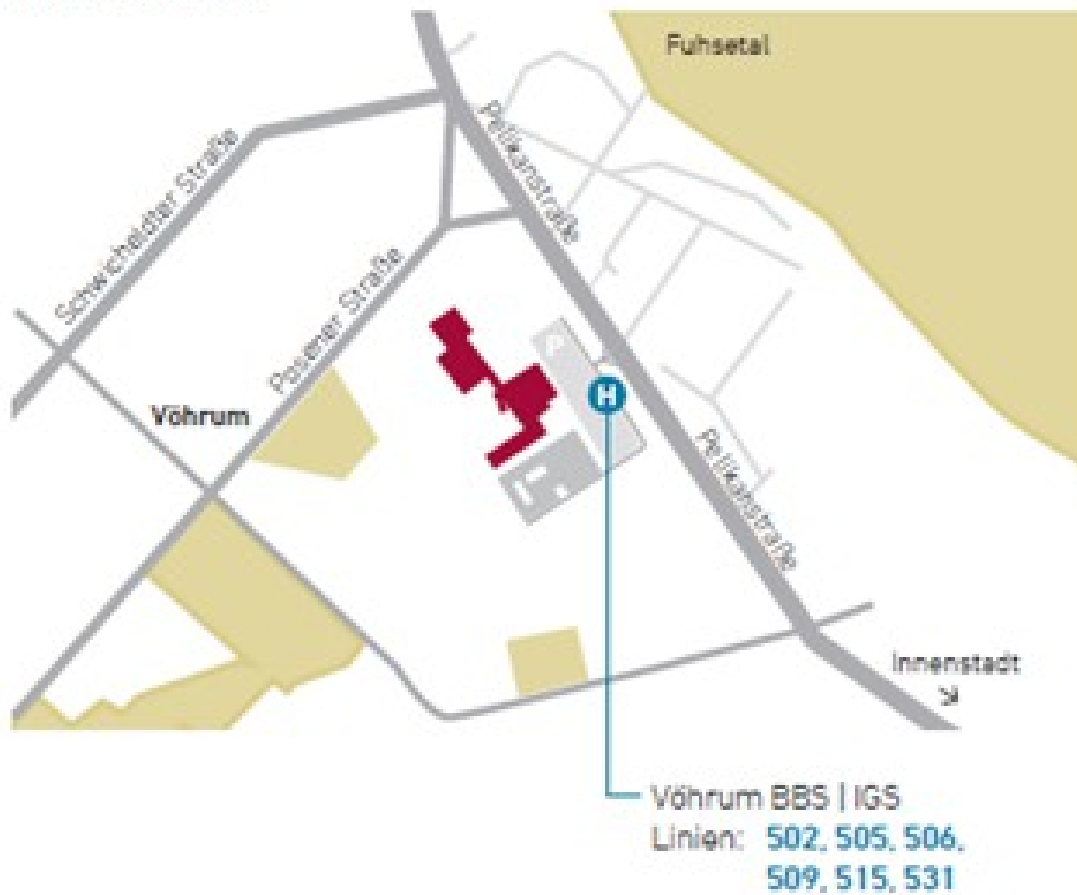 Fuhsetal
Pelikanstraße
Schwicheldter Straße
Posener Straße
Vöhrum
H
Pelikanstraße
Innenstadt
Vöhrum BBS | IGS
Linien: 502, 505, 506,
509, 515, 531